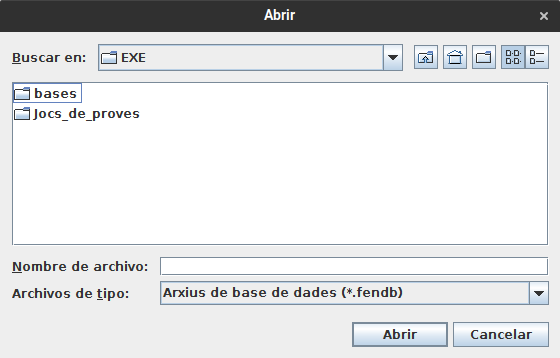 Abrir
Buscar en: EXE
bases
Jocs_de_proves
Nombre de archivo:
Archivos de tipo: Arxius de base de dades (*.fendb)
Abrir Cancelar